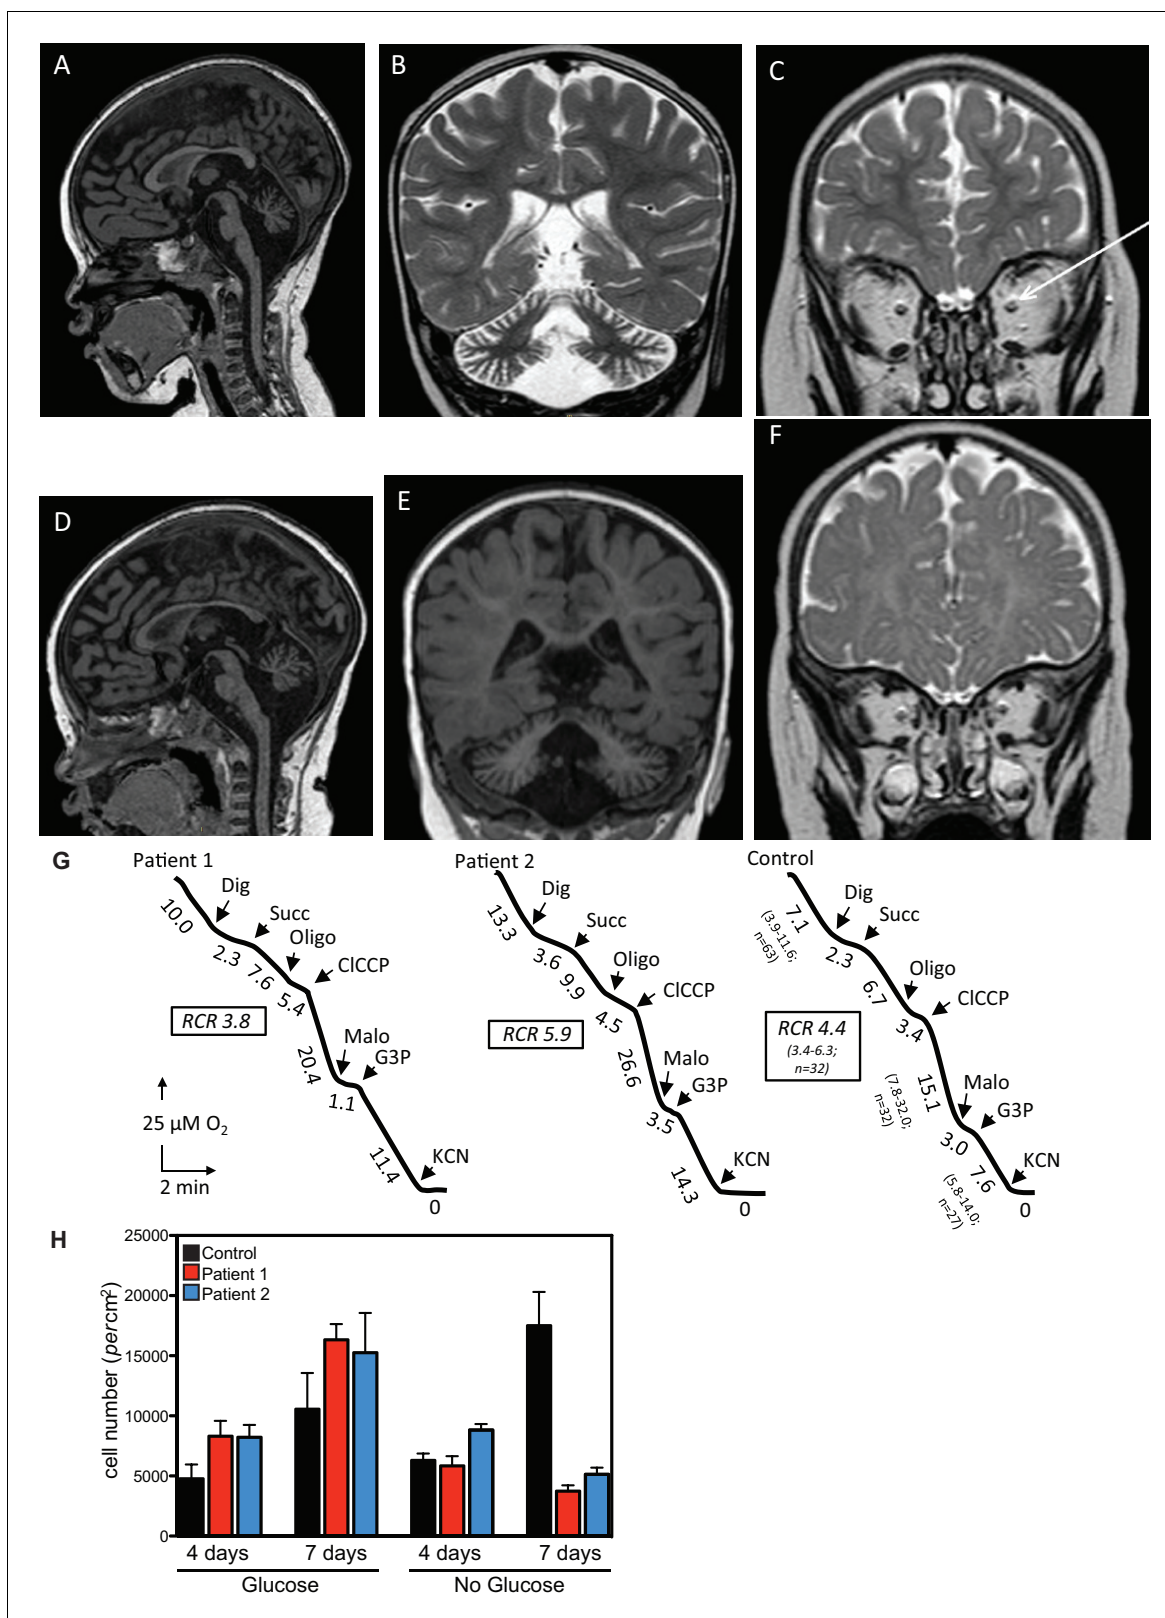 A
B
C
D
E
F
G
Patient 1
Dig
Succ
Oligo
ClCCP
Malo
G3P
KCN
10.0
2.3
7.6
5.4
20.4
1.1
11.4
0
RCR 3.8
25 µM O2
2 min
Patient 2
Dig
Succ
Oligo
ClCCP
Malo
G3P
KCN
13.3
3.6
9.9
4.5
26.6
3.5
14.3
0
RCR 5.9
Control
Dig
Succ
Oligo
ClCCP
Malo
G3P
KCN
7.1
(3.9-11.6;
n=63)
2.3
6.7
3.4
15.1
(7.8-32.0;
n=32)
3.0
7.6
(5.8-14.0;
n=27)
0
RCR 4.4
(3.4-6.3;
n=32)
H
cell number (percm²)
25000
20000
15000
10000
5000
0
Control
Patient 1
Patient 2
4 days
7 days
4 days
7 days
Glucose
No Glucose